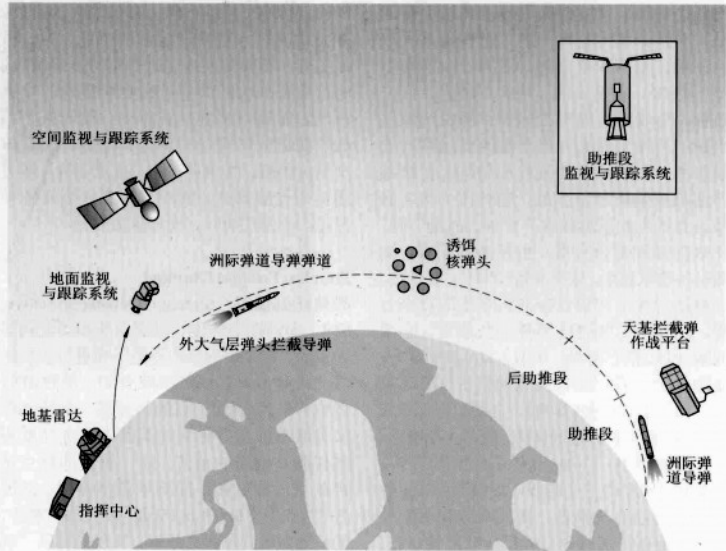 助推段
监视与跟踪系统
空间监视与跟踪系统
诱饵
核弹头
洲际弹道导弹弹道
地面监视
与跟踪系统
天基拦截弹
作战平台
外大气层弹头拦截导弹
后助推段
地基雷达
助推段
洲际弹
道导弹
指挥中心